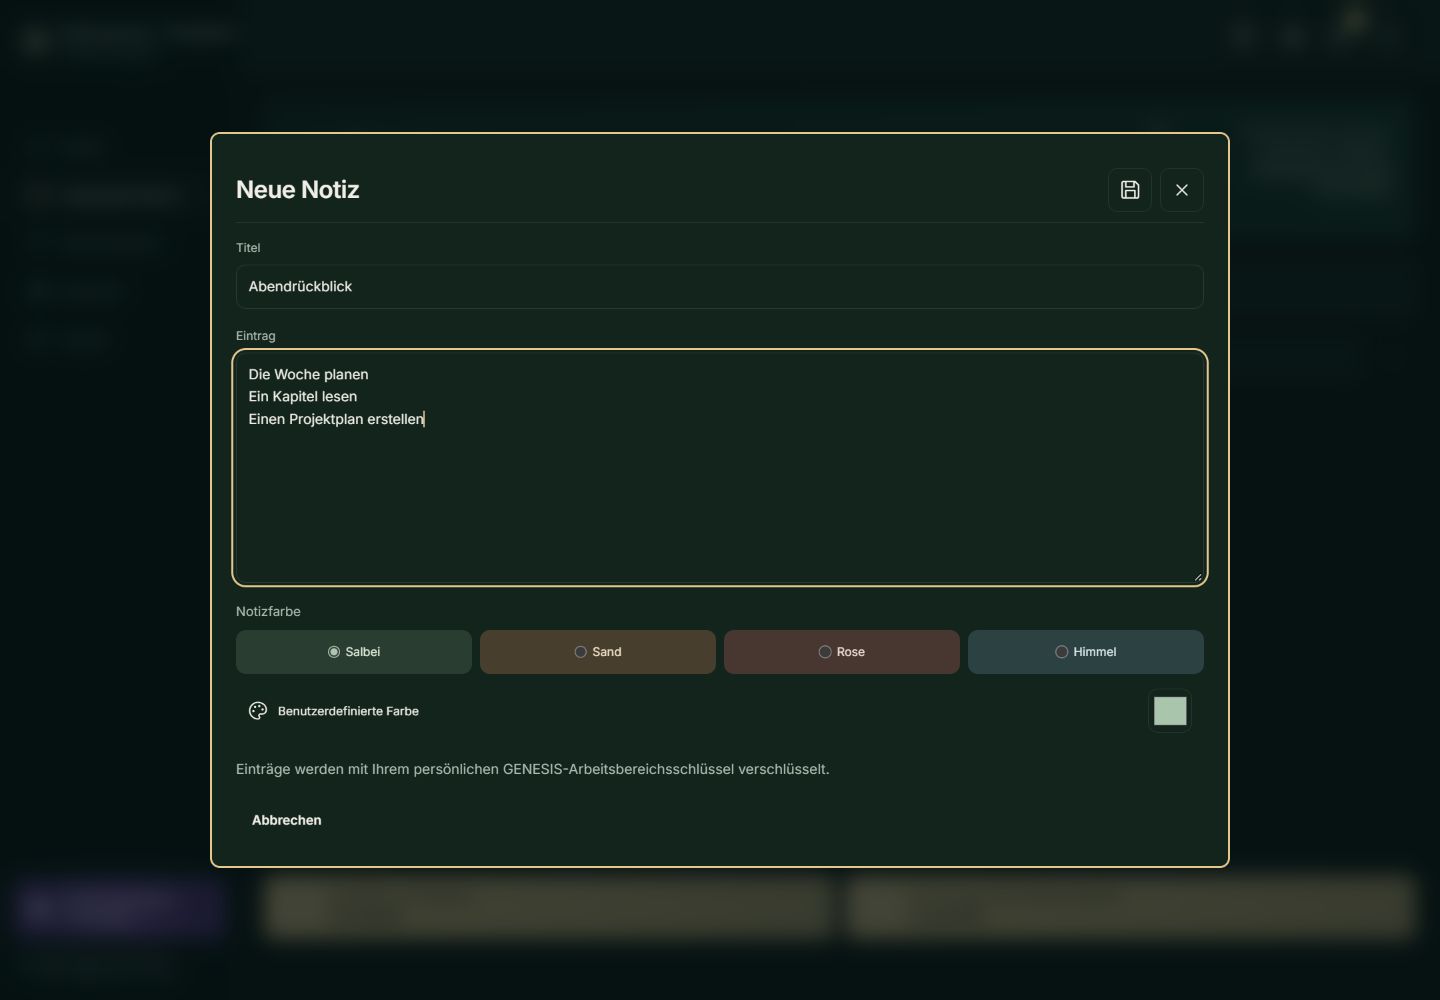 Neue Notiz
Titel
Abendrückblick
Eintrag
Die Woche planen
Ein Kapitel lesen
Einen Projektplan erstellen
Notizfarbe
Salbei
Sand
Rose
Himmel
Benutzerdefinierte Farbe
Einträge werden mit Ihrem persönlichen GENESIS-Arbeitsbereichsschlüssel verschlüsselt.
Abbrechen